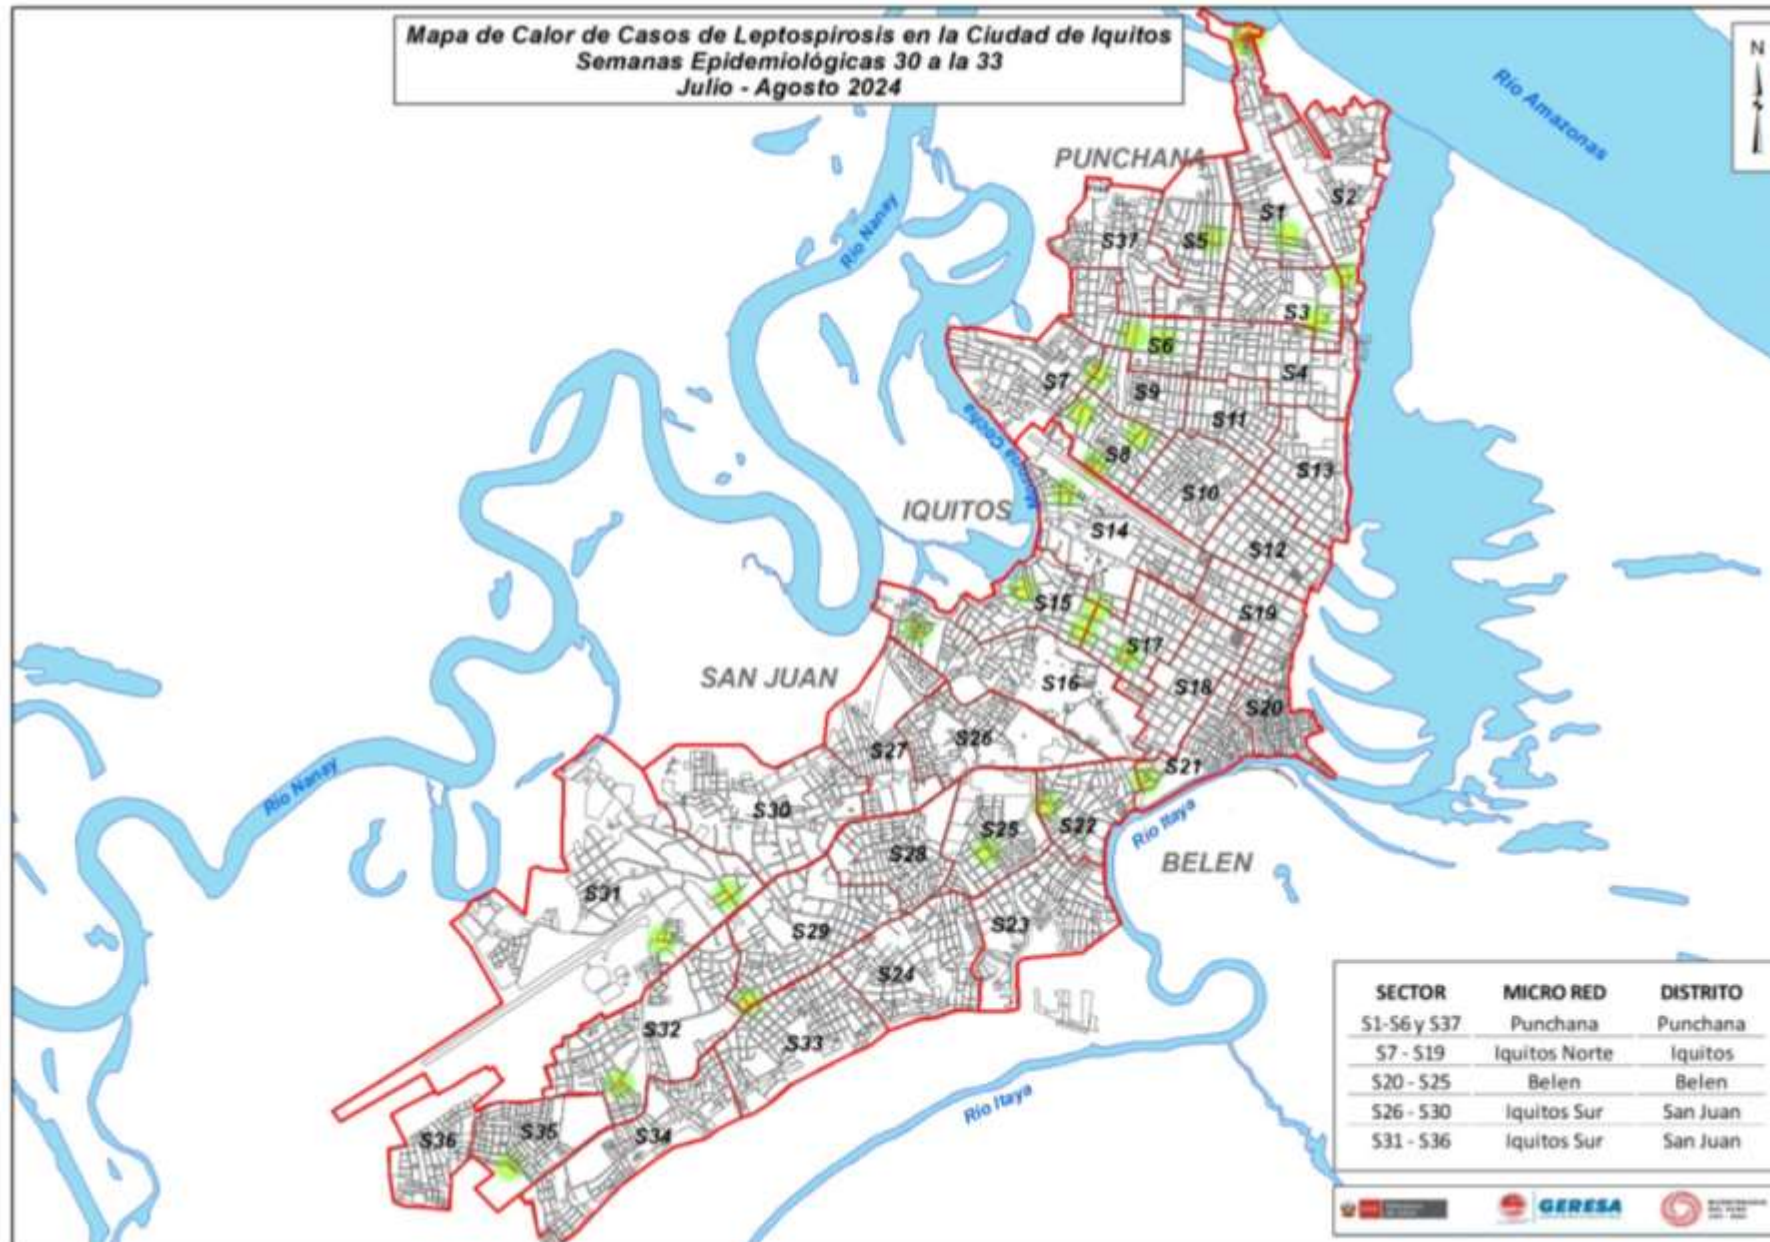 Mapa de Calor de Casos de Leptospirosis en la Ciudad de Iquitos
Semanas Epidemiológicas 30 a la 33
Julio - Agosto 2024
N
Río Amazonas
PUNCHANA
S2
S1
Río Nanay
S37
S5
S3
S6
S4
S7
S9
S11
Morona Cocha
S8
S13
S10
IQUITOS
S14
S12
S15
S19
S17
SAN JUAN
S16
S18
S20
S27
S26
S21
Río Nanay
S30
S25
S22
Río Itaya
S28
BELEN
S31
S23
S29
S24
S32
S33
Río Itaya
S35
S34
S36
SECTOR MICRO RED DISTRITO
S1-S6 y S37 Punchana Punchana
S7 - S19 Iquitos Norte Iquitos
S20 - S25 Belen Belen
S26 - S30 Iquitos Sur San Juan
S31 - S36 Iquitos Sur San Juan
GERESA